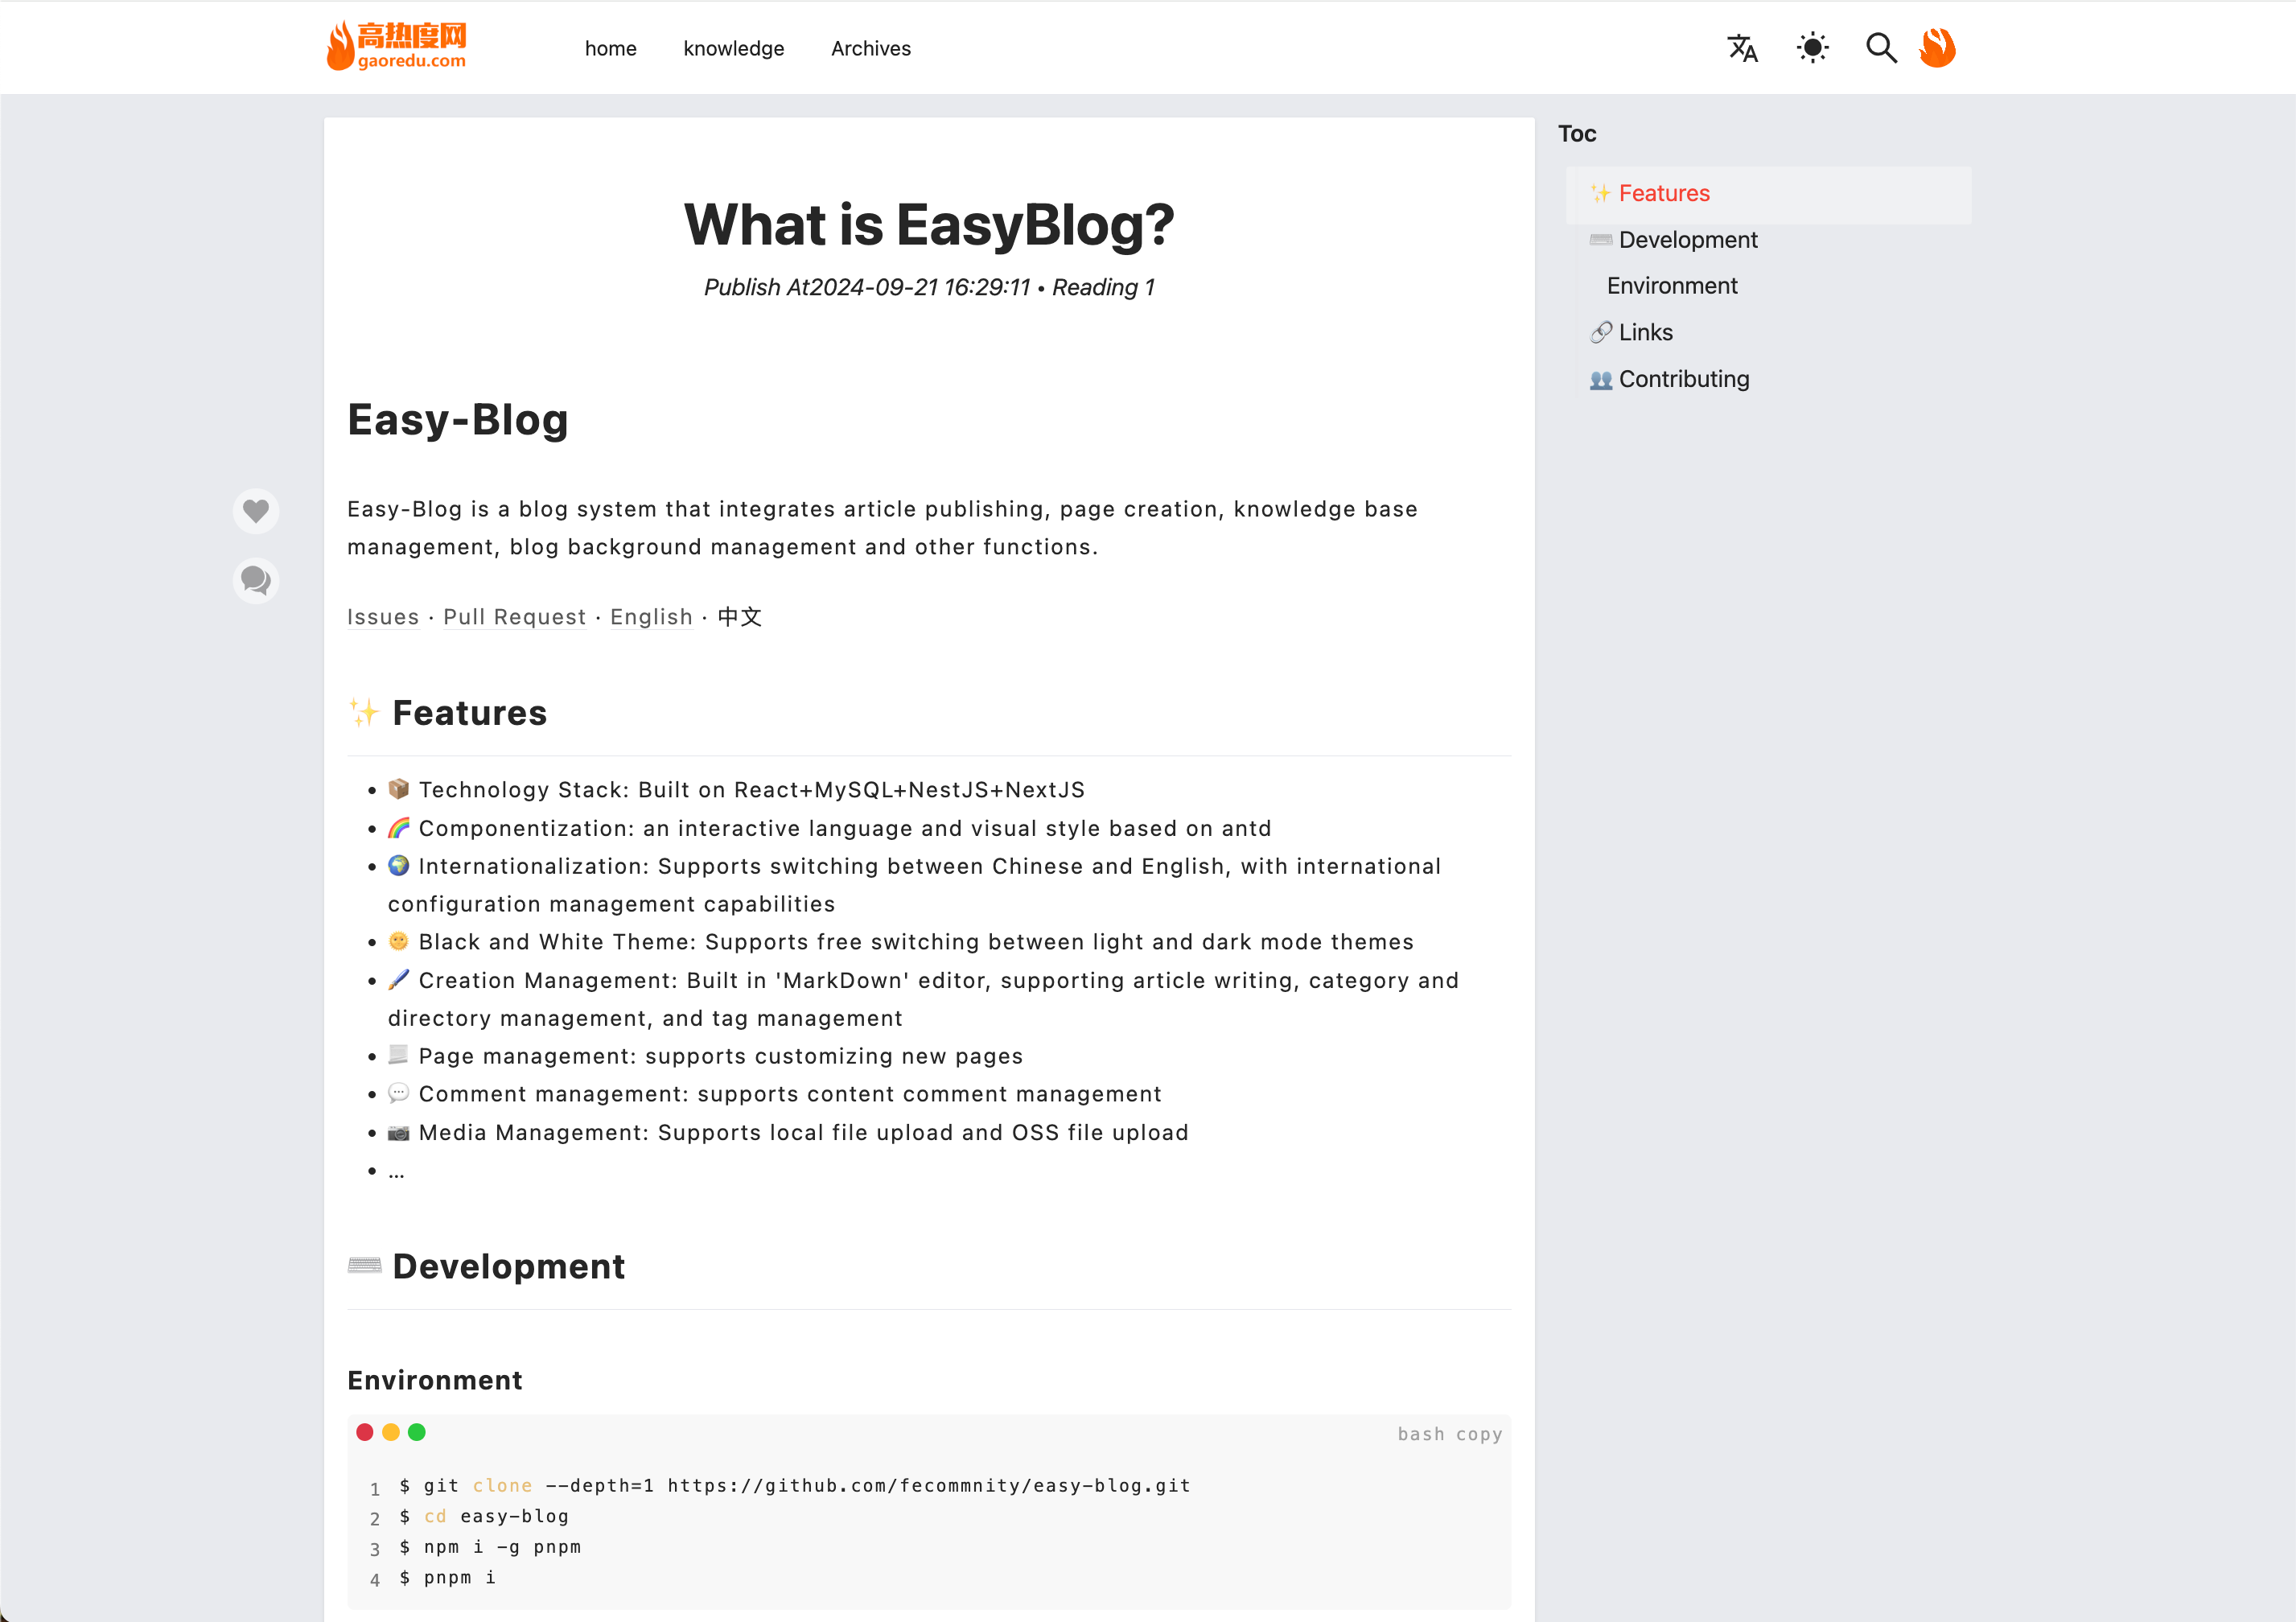 高热度网
gaoredu.com
home knowledge Archives
What is EasyBlog?
Publish At2024-09-21 16:29:11 • Reading 1
Easy-Blog
Easy-Blog is a blog system that integrates article publishing, page creation, knowledge base
management, blog background management and other functions.
Issues · Pull Request · English · 中文
✨ Features
• 📦 Technology Stack: Built on React+MySQL+NestJS+NextJS
• 🌈 Componentization: an interactive language and visual style based on antd
• 🌍 Internationalization: Supports switching between Chinese and English, with international
configuration management capabilities
• 🌞 Black and White Theme: Supports free switching between light and dark mode themes
• 🖌️ Creation Management: Built in 'MarkDown' editor, supporting article writing, category and
directory management, and tag management
• 📃 Page management: supports customizing new pages
• 💬 Comment management: supports content comment management
• 📷 Media Management: Supports local file upload and OSS file upload
• ...
⌨️ Development
Environment
bash copy
1 $ git clone --depth=1 https://github.com/fecommnity/easy-blog.git
2 $ cd easy-blog
3 $ npm i -g pnpm
4 $ pnpm i
Toc
✨ Features
⌨️ Development
Environment
🔗 Links
👥 Contributing